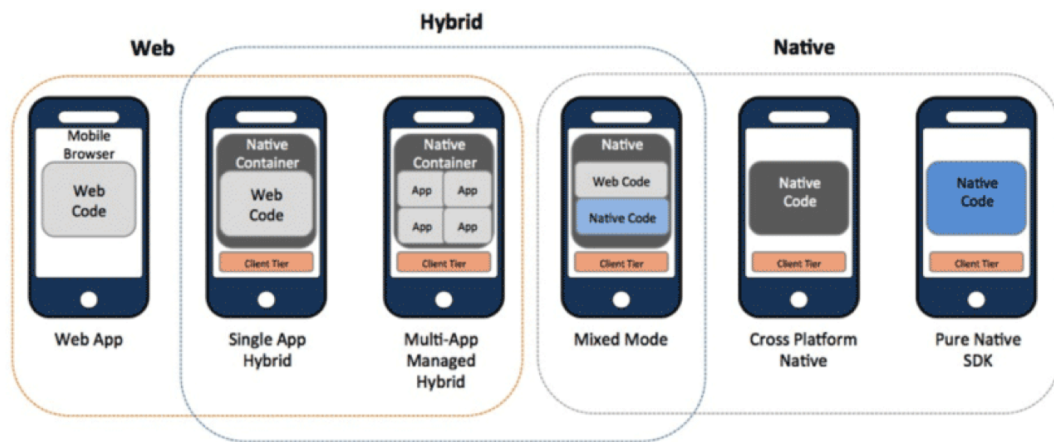 Web
Hybrid
Native
Mobile
Browser
Web
Code
Web App
Native
Container
Web
Code
Client Tier
Single App
Hybrid
Native
Container
App
App
App
App
Client Tier
Multi-App
Managed
Hybrid
Native
Web Code
Native Code
Client Tier
Mixed Mode
Native
Code
Client Tier
Cross Platform
Native
Native
Code
Client Tier
Pure Native
SDK